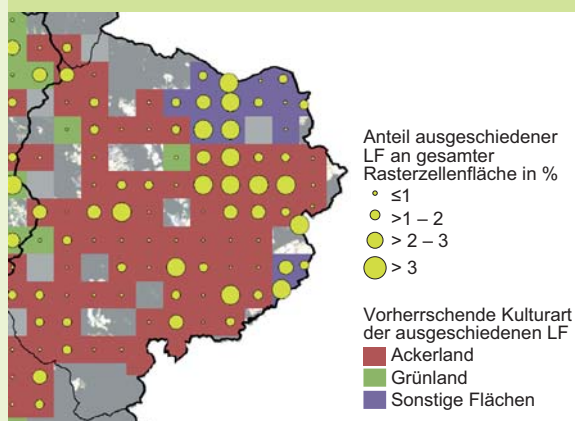 Anteil ausgeschiedener
LF an gesamter
Rasterzellenfläche in %
≤1
>1 – 2
> 2 – 3
> 3
Vorherrschende Kulturart
der ausgeschiedenen LF
Ackerland
Grünland
Sonstige Flächen